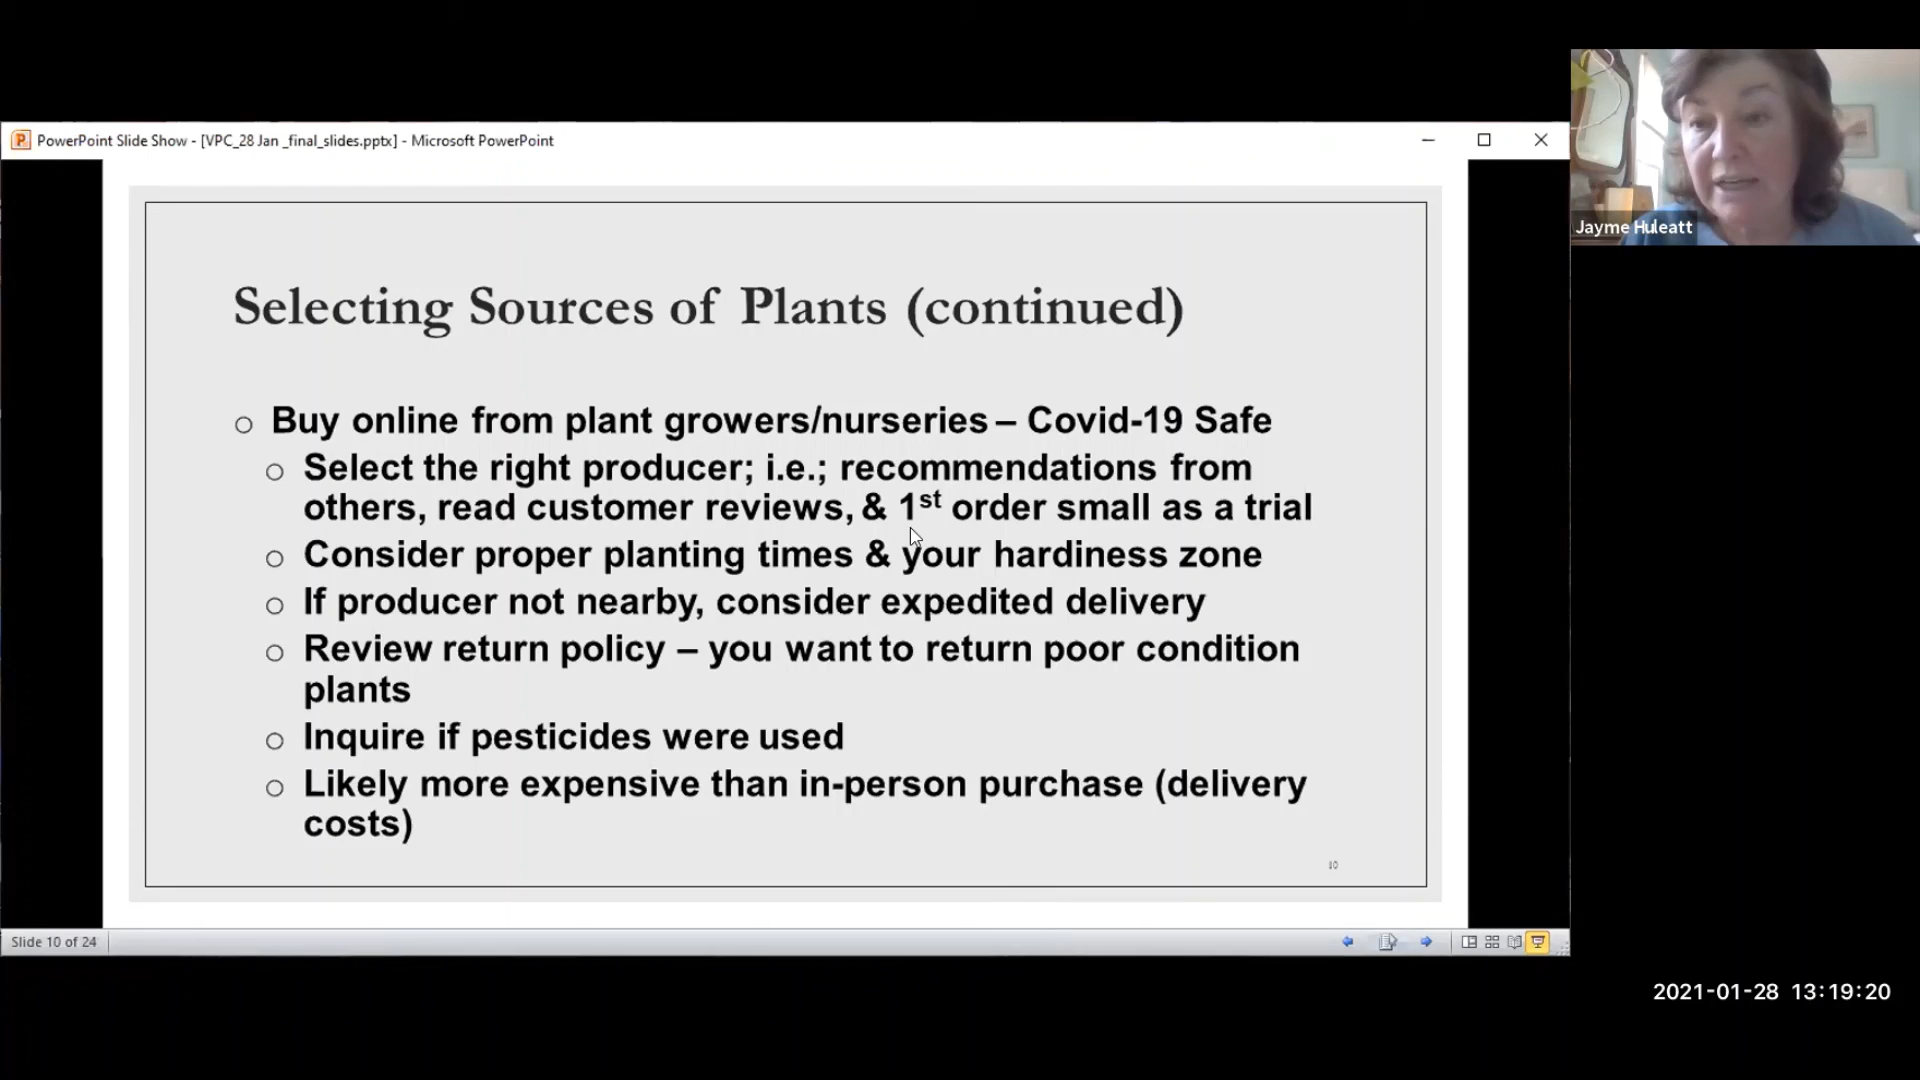 PowerPoint Slide Show - [VPC_28 Jan _final_slides.pptx] - Microsoft PowerPoint
Jayme Huleatt
Selecting Sources of Plants (continued)
Buy online from plant growers/nurseries – Covid-19 Safe
Select the right producer; i.e.; recommendations from
others, read customer reviews, & 1st order small as a trial
Consider proper planting times & your hardiness zone
If producer not nearby, consider expedited delivery
Review return policy – you want to return poor condition
plants
Inquire if pesticides were used
Likely more expensive than in-person purchase (delivery
costs)
10
Slide 10 of 24
2021-01-28 13:19:20